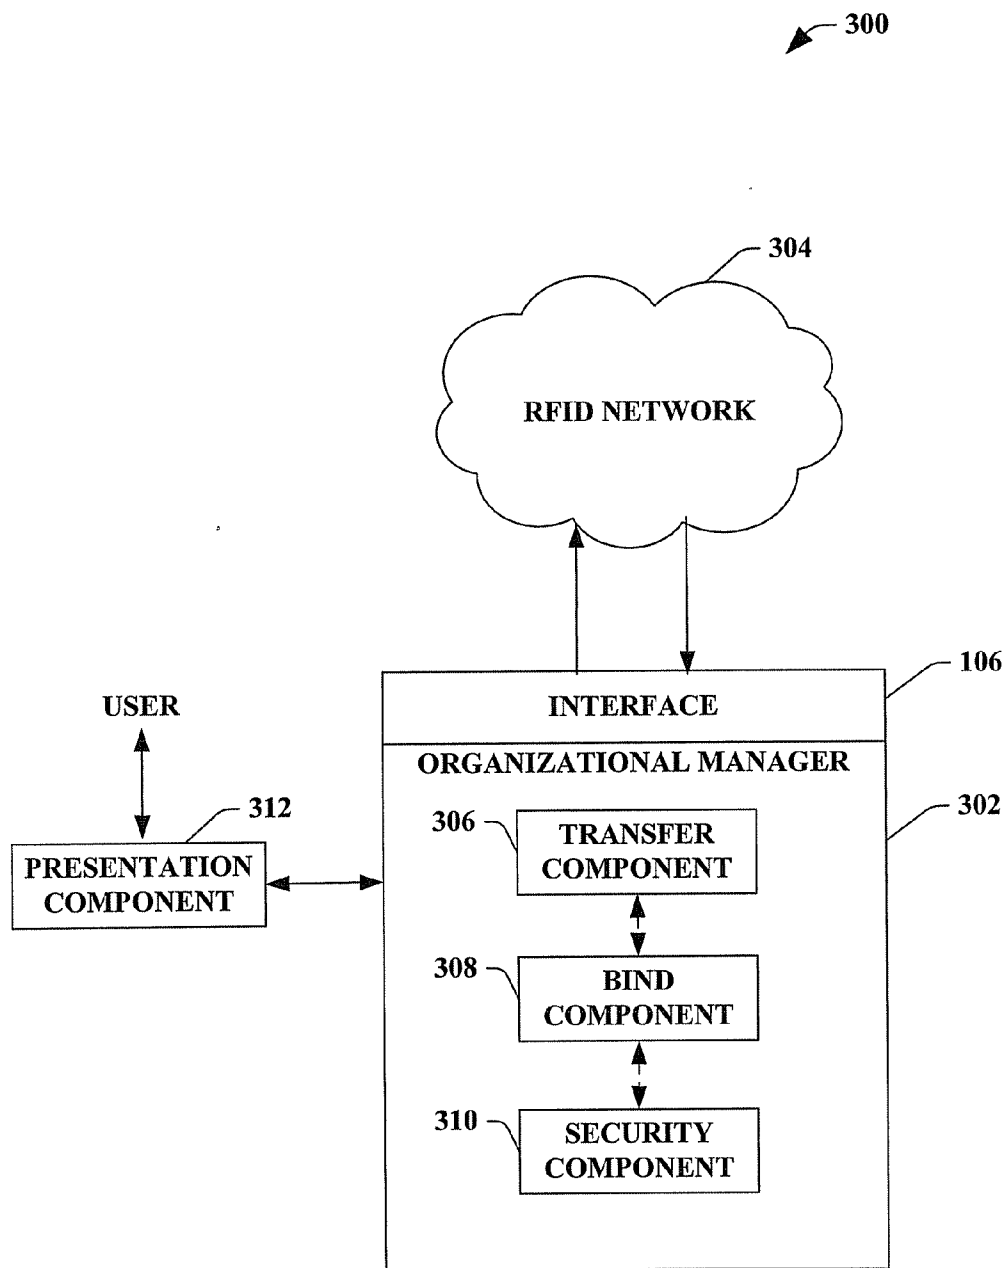 300
304
RFID NETWORK
106
INTERFACE
USER
ORGANIZATIONAL MANAGER
312
306
TRANSFER
COMPONENT
302
PRESENTATION
COMPONENT
308
BIND
COMPONENT
310
SECURITY
COMPONENT